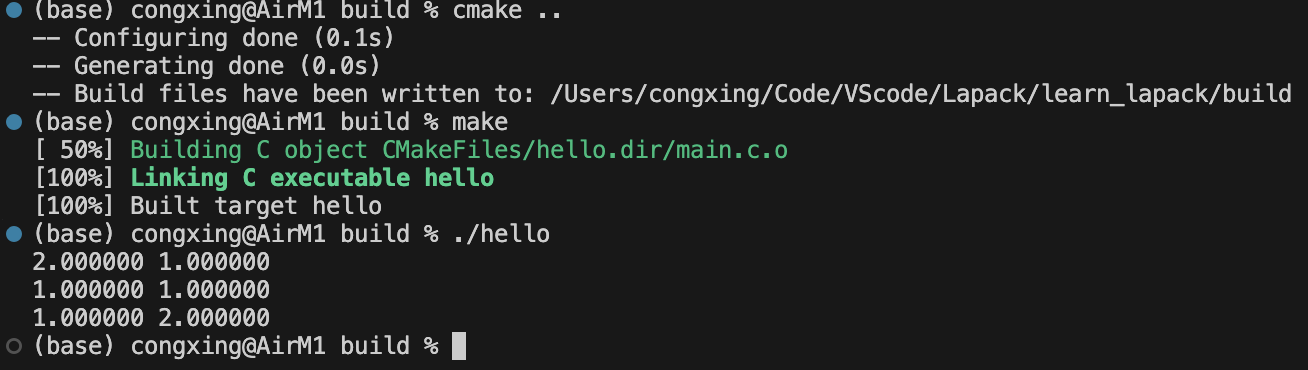 (base) congxing@AirM1 build % cmake ..
-- Configuring done (0.1s)
-- Generating done (0.0s)
-- Build files have been written to: /Users/congxing/Code/VScode/Lapack/learn_lapack/build
(base) congxing@AirM1 build % make
[ 50%] Building C object CMakeFiles/hello.dir/main.c.o
[100%] Linking C executable hello
[100%] Built target hello
(base) congxing@AirM1 build % ./hello
2.000000 1.000000
1.000000 1.000000
1.000000 2.000000
(base) congxing@AirM1 build %